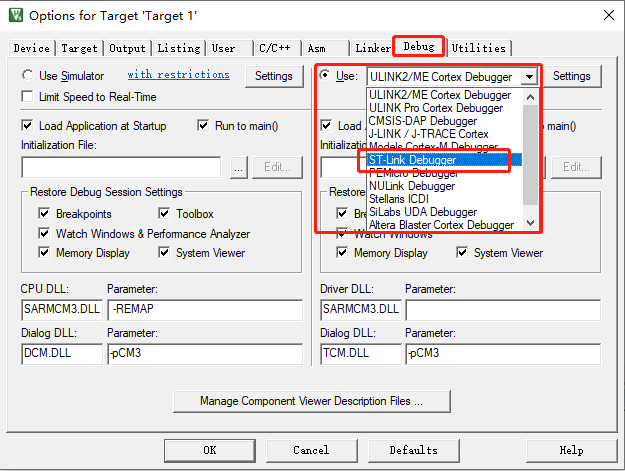 Options for Target 'Target 1'
Device Target Output Listing User C/C++ Asm Linker Debug Utilities
Use Simulator with restrictions Settings
Use: ULINK2/ME Cortex Debugger Settings
Limit Speed to Real-Time
ULINK2/ME Cortex Debugger
ULINK Pro Cortex Debugger
CMSIS-DAP Debugger
J-LINK / J-TRACE Cortex
Models Cortex-M Debugger
ST-Link Debugger
PEMicro Debugger
NULink Debugger
Stellaris ICDI
SiLabs UDA Debugger
Altera Blaster Cortex Debugger
Load Application at Startup Run to main()
Load Run to main()
Initialization File:
Initializatio
... Edit...
Edit...
Restore Debug Session Settings
Breakpoints Toolbox
Watch Windows & Performance Analyzer
Memory Display System Viewer
Restore
Bre
Watch Windows
Memory Display System Viewer
CPU DLL: Parameter:
SARMCM3.DLL -REMAP
Dialog DLL: Parameter:
DCM.DLL -pCM3
Driver DLL: Parameter:
SARMCM3.DLL
Dialog DLL: Parameter:
TCM.DLL -pCM3
Manage Component Viewer Description Files ...
OK Cancel Defaults Help